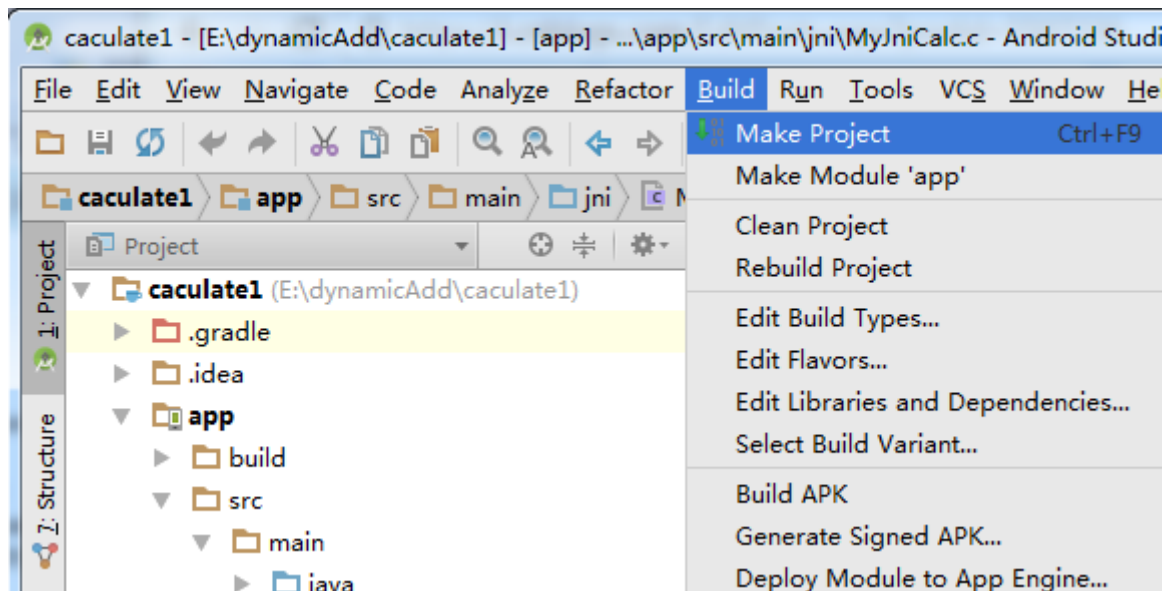 caculate1 - [E:\dynamicAdd\caculate1] - [app] - ...\app\src\main\jni\MyJniCalc.c - Android Studi
File Edit View Navigate Code Analyze Refactor Build Run Tools VCS Window Hel
Make Project Ctrl+F9
Make Module 'app'
Clean Project
Rebuild Project
Edit Build Types...
Edit Flavors...
Edit Libraries and Dependencies...
Select Build Variant...
Build APK
Generate Signed APK...
Deploy Module to App Engine...
caculate1 app src main jni
1: Project
7: Structure
Project
caculate1 (E:\dynamicAdd\caculate1)
.gradle
.idea
app
build
src
main
java